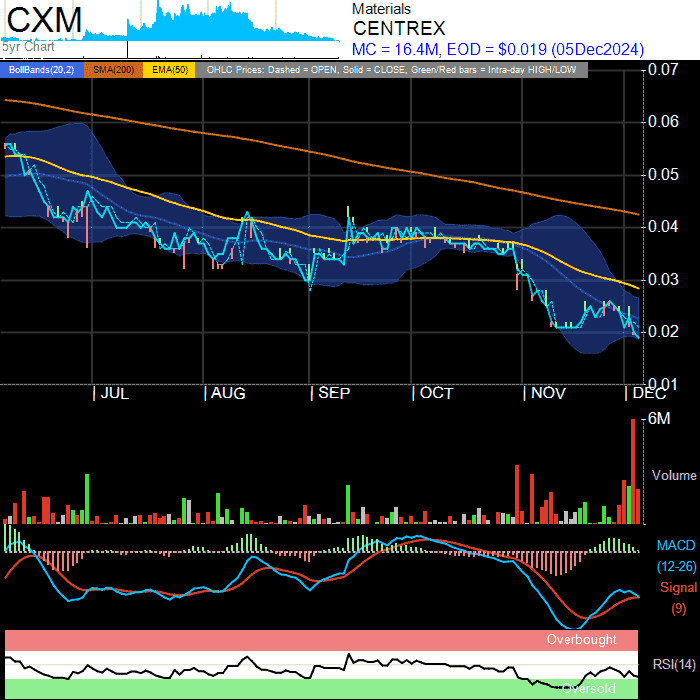 CXM
5yr Chart
Materials
CENTREX
MC = 16.4M, EOD = $0.019 (05Dec2024)
BollBands(20,2) SMA(200) EMA(50) OHLC Prices: Dashed = OPEN, Solid = CLOSE, Green/Red bars = Intra-day HIGH/LOW
0.07
0.06
0.05
0.04
0.03
0.02
0.01
JUL AUG SEP OCT NOV DEC
6M
Volume
MACD
(12-26)
Signal
(9)
Overbought
RSI(14)
Oversold